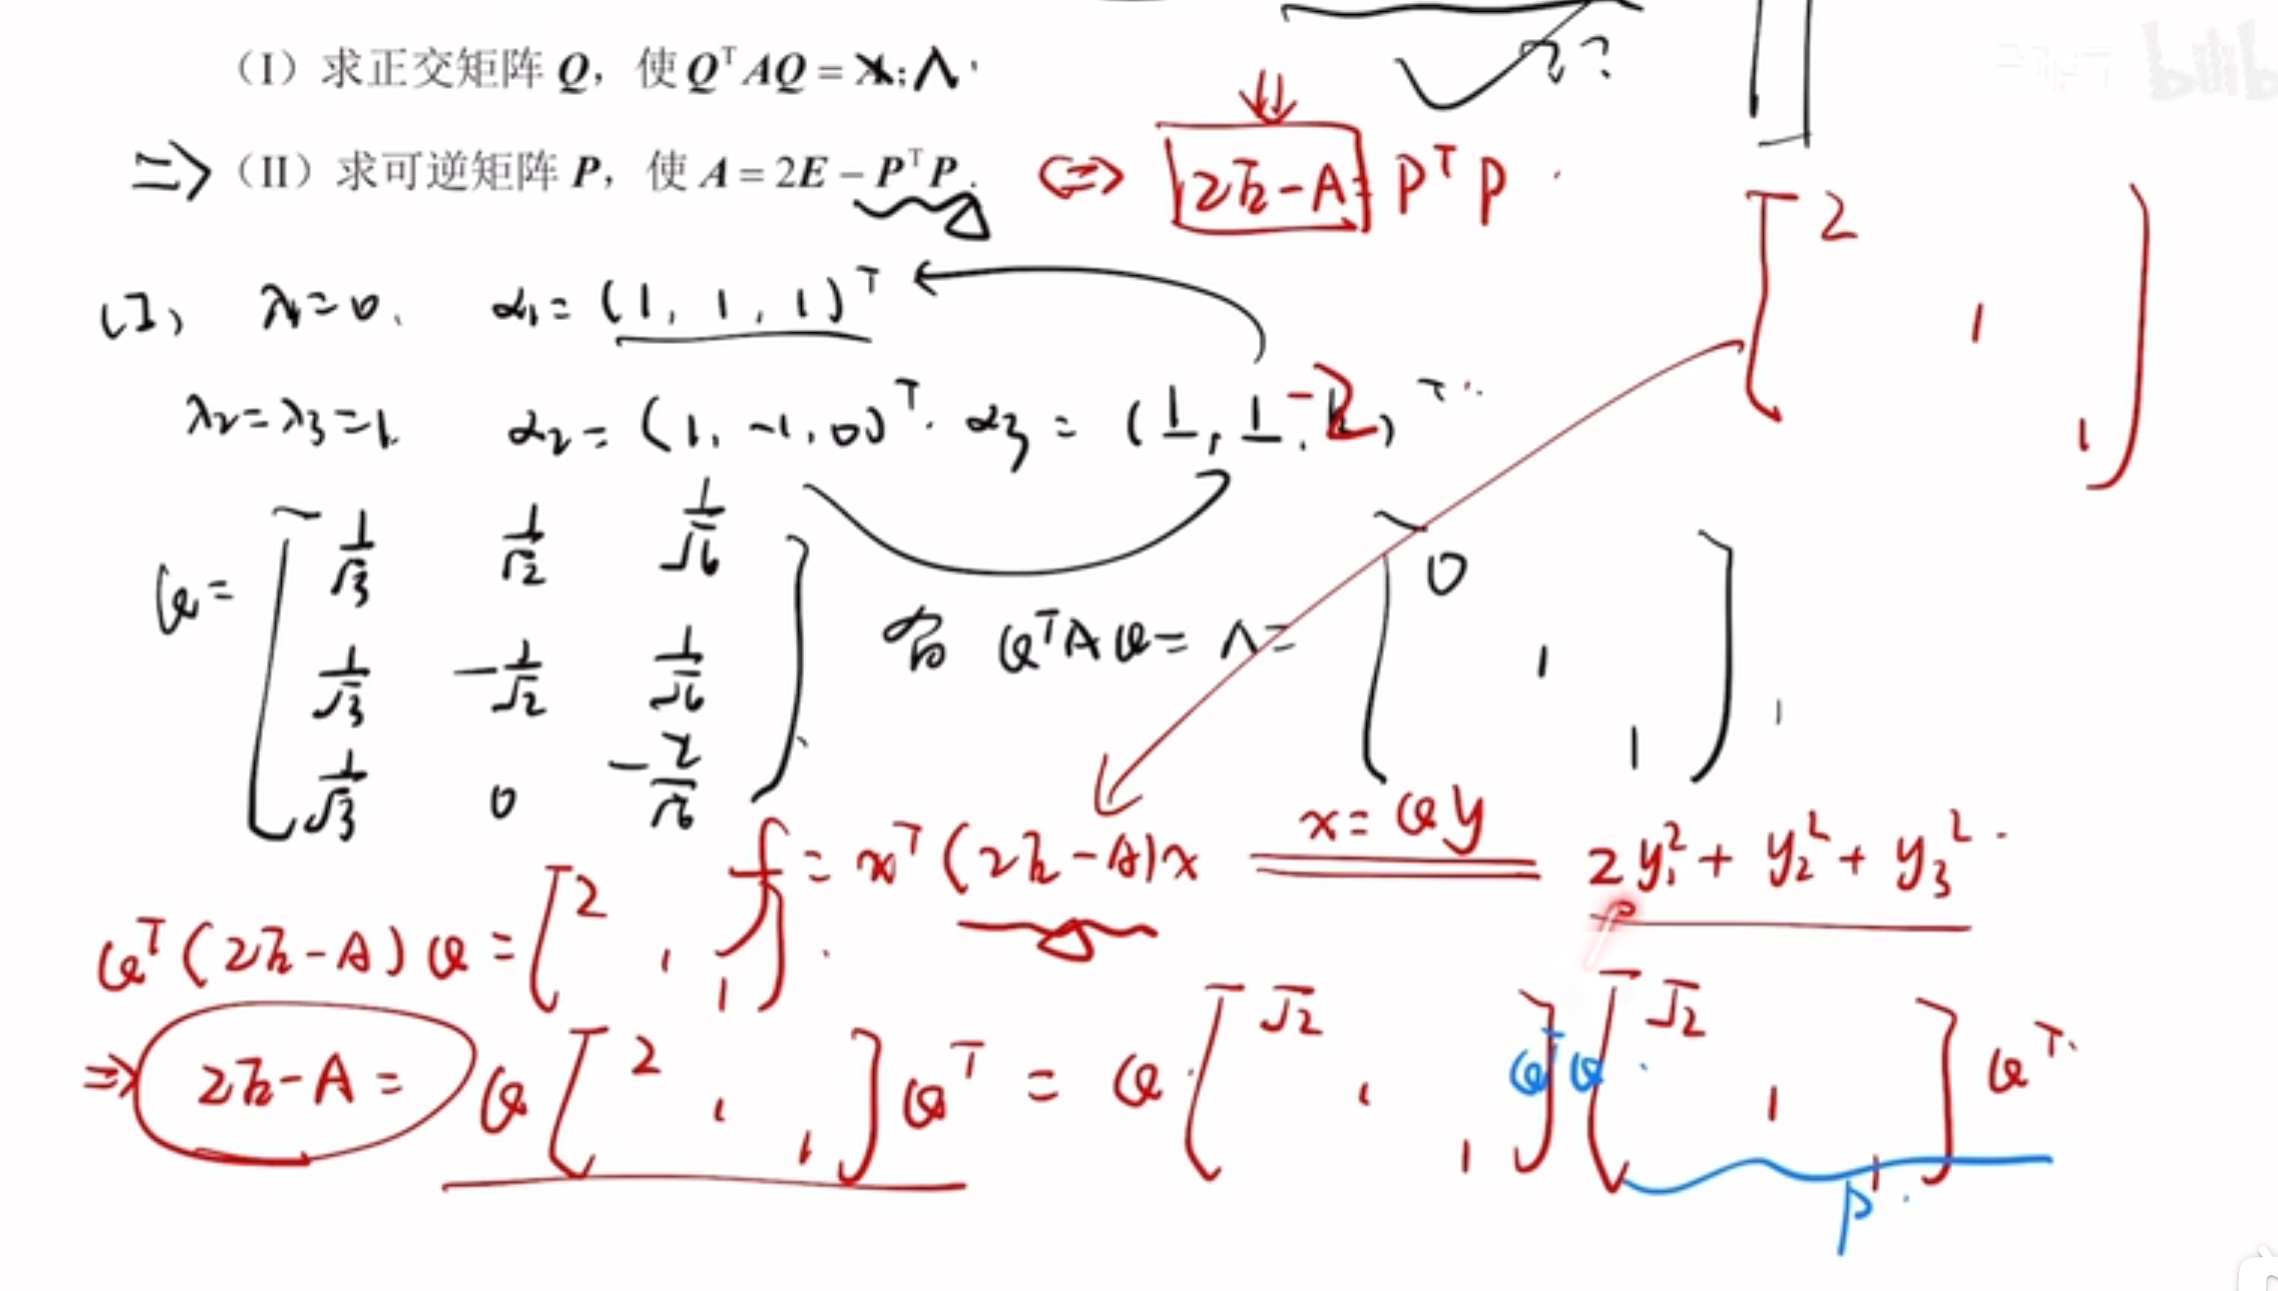 (I) 求正交矩阵 Q，使 QᵀAQ = Λ;
⇒ (II) 求可逆矩阵 P，使 A = 2E − PᵀP. ⇔ 2E−A = PᵀP.
??
[2 1 1]
(I) λ₁=0. α₁=(1, 1, 1)ᵀ
λ₂=λ₃=1. α₂=(1, −1, 0)ᵀ. α₃=(1, 1, −2)ᵀ.
Q= [1/√3 1/√2 1/√6
1/√3 −1/√2 1/√6
1/√3 0 −2/√6]
有 QᵀAQ = Λ = [0 1 1]
f = xᵀ(2E−A)x x=Qy 2y₁²+y₂²+y₃².
Qᵀ(2E−A)Q = [2 1 1].
⇒ 2E−A = Q[2 1 1]Qᵀ = Q[√2 1 1] QᵀQ [√2 1 1]Qᵀ.
P